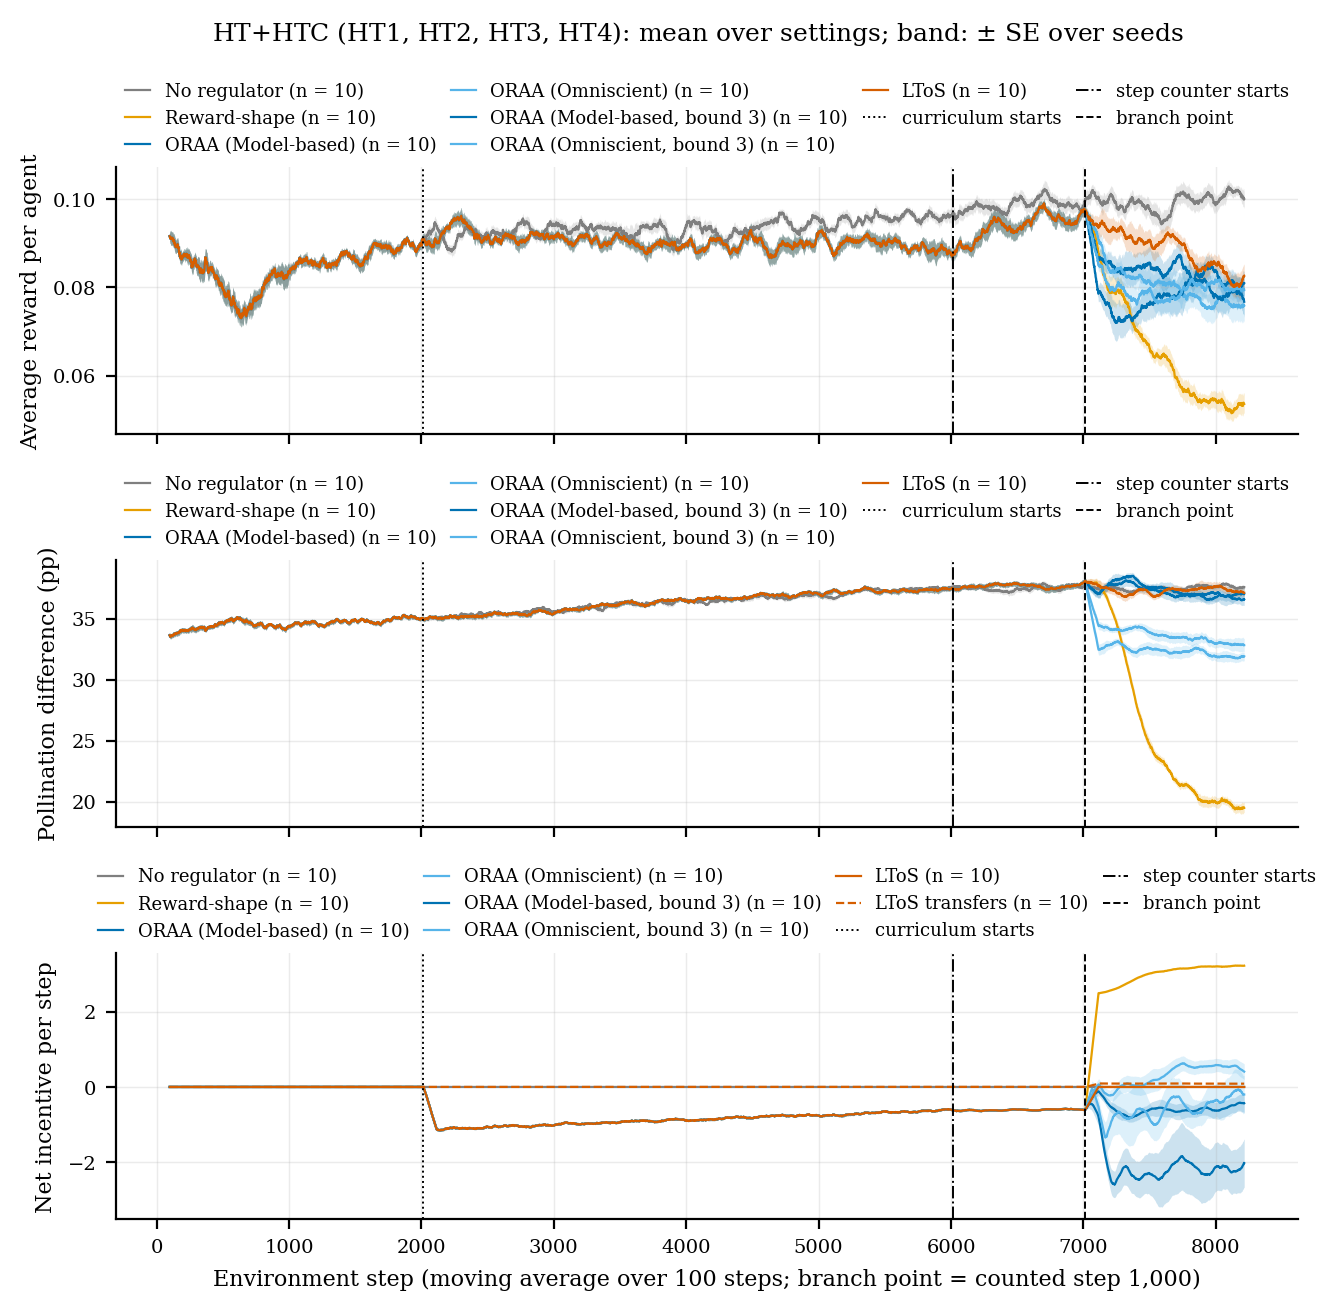 HT+HTC (HT1, HT2, HT3, HT4): mean over settings; band: ± SE over seeds
No regulator (n = 10)
Reward-shape (n = 10)
ORAA (Model-based) (n = 10)
ORAA (Omniscient) (n = 10)
ORAA (Model-based, bound 3) (n = 10)
ORAA (Omniscient, bound 3) (n = 10)
LToS (n = 10)
curriculum starts
step counter starts
branch point
Average reward per agent
0.10
0.08
0.06
No regulator (n = 10)
Reward-shape (n = 10)
ORAA (Model-based) (n = 10)
ORAA (Omniscient) (n = 10)
ORAA (Model-based, bound 3) (n = 10)
ORAA (Omniscient, bound 3) (n = 10)
LToS (n = 10)
curriculum starts
step counter starts
branch point
Pollination difference (pp)
35
30
25
20
No regulator (n = 10)
Reward-shape (n = 10)
ORAA (Model-based) (n = 10)
ORAA (Omniscient) (n = 10)
ORAA (Model-based, bound 3) (n = 10)
ORAA (Omniscient, bound 3) (n = 10)
LToS (n = 10)
LToS transfers (n = 10)
curriculum starts
step counter starts
branch point
Net incentive per step
2
0
−2
0 1000 2000 3000 4000 5000 6000 7000 8000
Environment step (moving average over 100 steps; branch point = counted step 1,000)